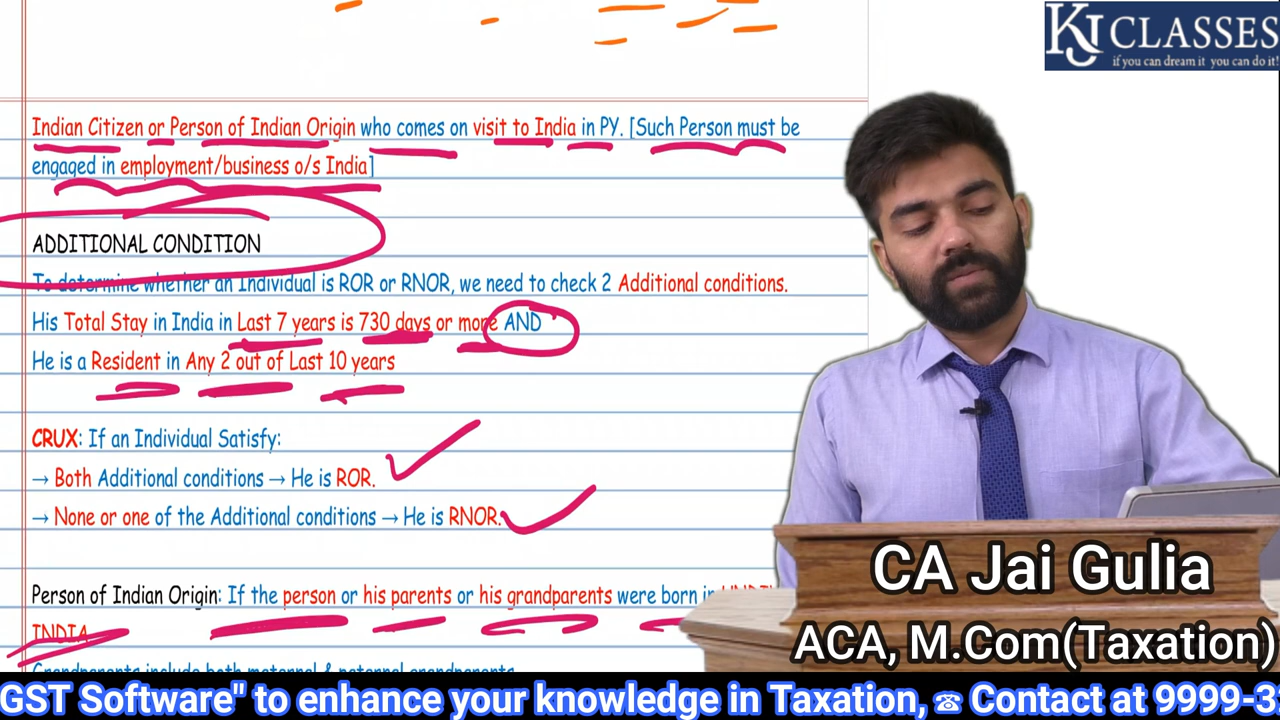 KJ CLASSES
if you can dream it you can do it!
Indian Citizen or Person of Indian Origin who comes on visit to India in PY. [Such Person must be
engaged in employment/business o/s India]
ADDITIONAL CONDITION
To determine whether an Individual is ROR or RNOR, we need to check 2 Additional conditions.
His Total Stay in India in Last 7 years is 730 days or more AND
He is a Resident in Any 2 out of Last 10 years
CRUX: If an Individual Satisfy:
→ Both Additional conditions → He is ROR.
→ None or one of the Additional conditions → He is RNOR.
Person of Indian Origin: If the person or his parents or his grandparents were born in
INDIA
Grandparents include both maternal & paternal grandparents
CA Jai Gulia
ACA, M.Com(Taxation)
GST Software" to enhance your knowledge in Taxation, ☎ Contact at 9999-3